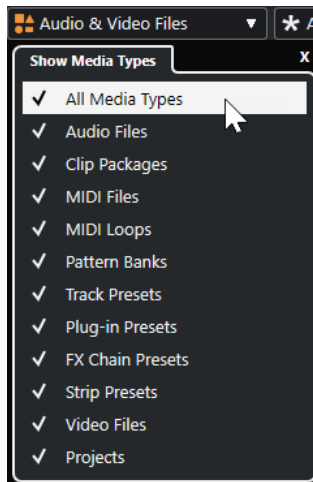 Audio & Video Files
Show Media Types
x
All Media Types
Audio Files
Clip Packages
MIDI Files
MIDI Loops
Pattern Banks
Track Presets
Plug-in Presets
FX Chain Presets
Strip Presets
Video Files
Projects